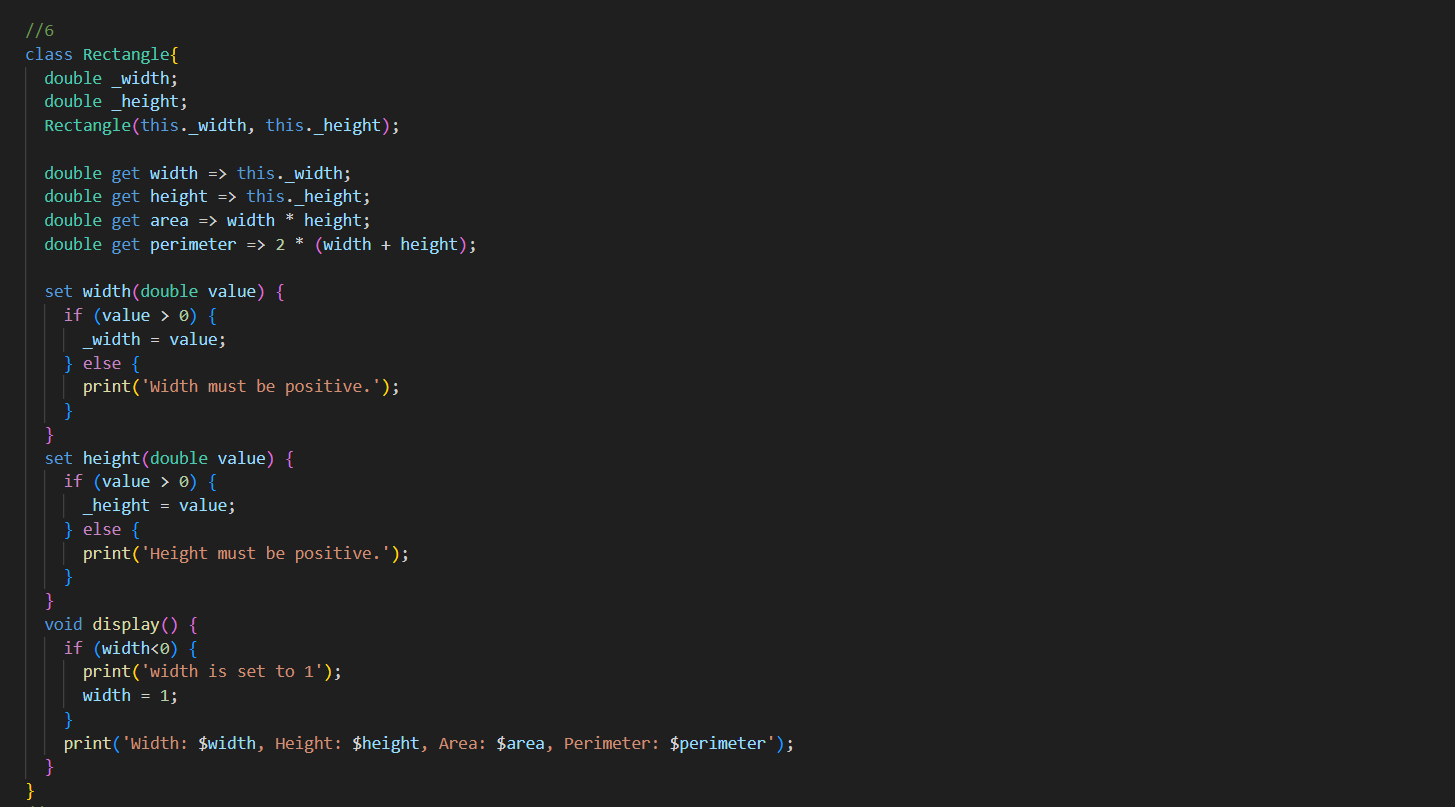 //6
class Rectangle{
  double _width;
  double _height;
  Rectangle(this._width, this._height);

  double get width => this._width;
  double get height => this._height;
  double get area => width * height;
  double get perimeter => 2 * (width + height);

  set width(double value) {
    if (value > 0) {
      _width = value;
    } else {
      print('Width must be positive.');
    }
  }
  set height(double value) {
    if (value > 0) {
      _height = value;
    } else {
      print('Height must be positive.');
    }
  }
  void display() {
    if (width<0) {
      print('width is set to 1');
      width = 1;
    }
    print('Width: $width, Height: $height, Area: $area, Perimeter: $perimeter');
  }
}